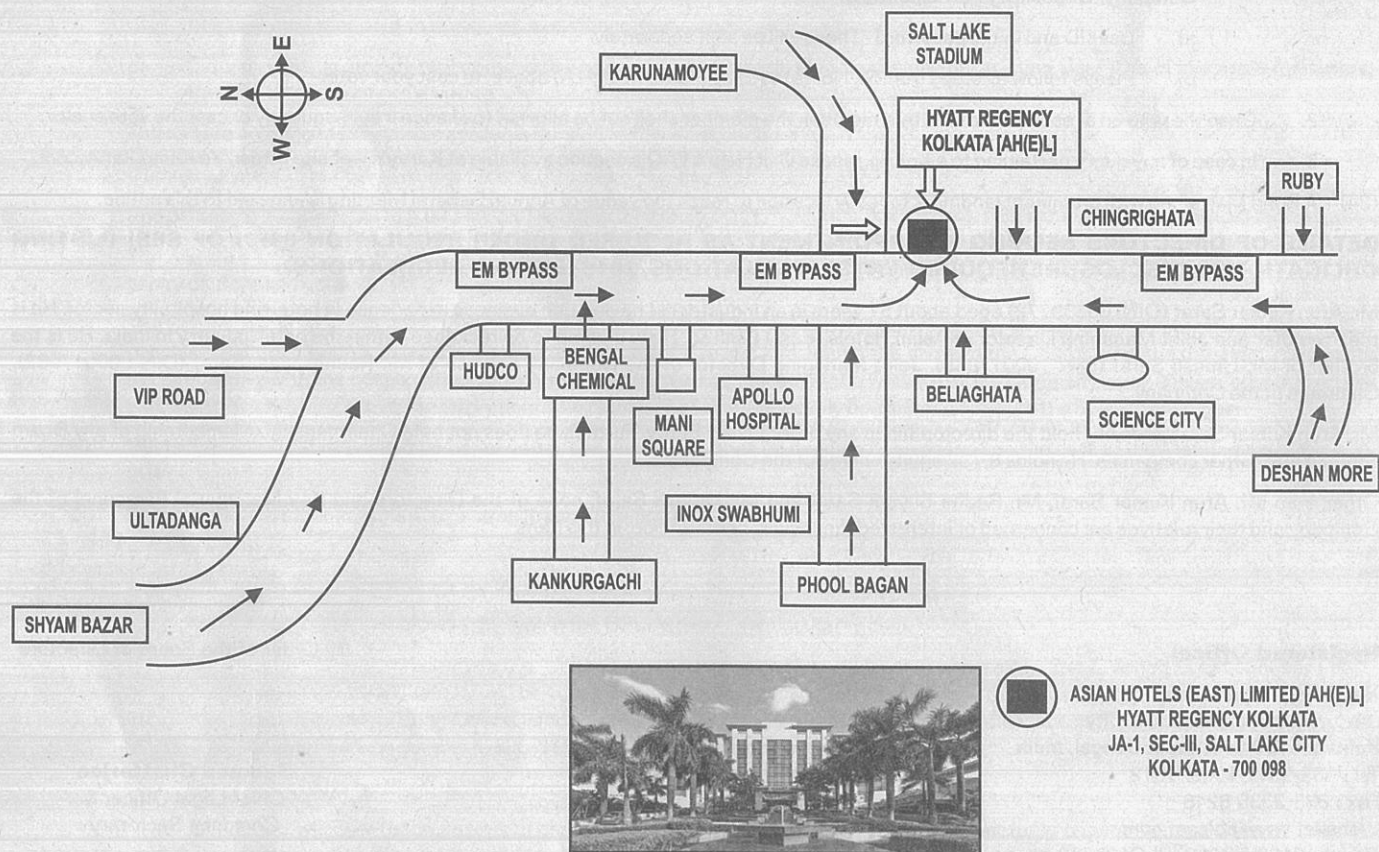 E
N
S
W
SALT LAKE
STADIUM
KARUNAMOYEE
HYATT REGENCY
KOLKATA [AH(E)L]
RUBY
CHINGRIGHATA
EM BYPASS
EM BYPASS
EM BYPASS
VIP ROAD
HUDCO
BENGAL
CHEMICAL
MANI
SQUARE
APOLLO
HOSPITAL
BELIAGHATA
SCIENCE CITY
DESHAN MORE
ULTADANGA
INOX SWABHUMI
KANKURGACHI
PHOOL BAGAN
SHYAM BAZAR
ASIAN HOTELS (EAST) LIMITED [AH(E)L]
HYATT REGENCY KOLKATA
JA-1, SEC-III, SALT LAKE CITY
KOLKATA - 700 098